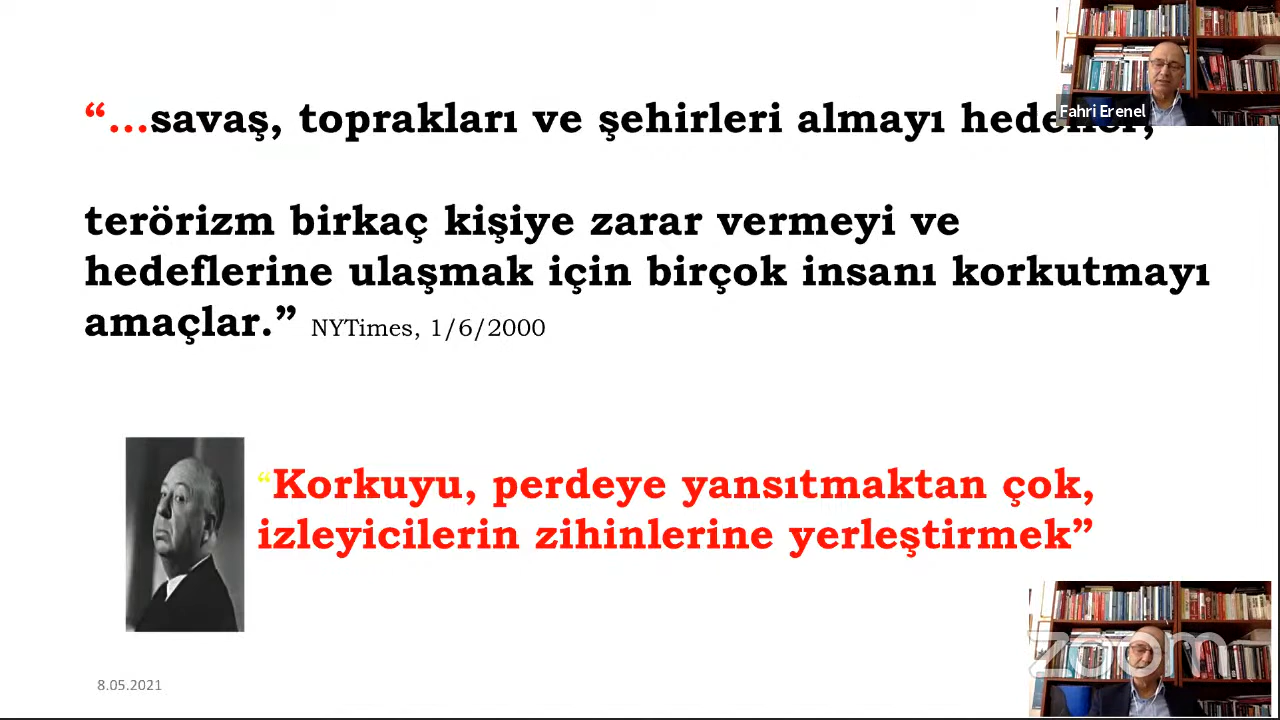 “...savaş, toprakları ve şehirleri almayı
Fahri Erenel
terörizm birkaç kişiye zarar vermeyi ve
hedeflerine ulaşmak için birçok insanı korkutmayı
amaçlar.” NYTimes, 1/6/2000
“Korkuyu, perdeye yansıtmaktan çok,
izleyicilerin zihinlerine yerleştirmek”
zoom
8.05.2021